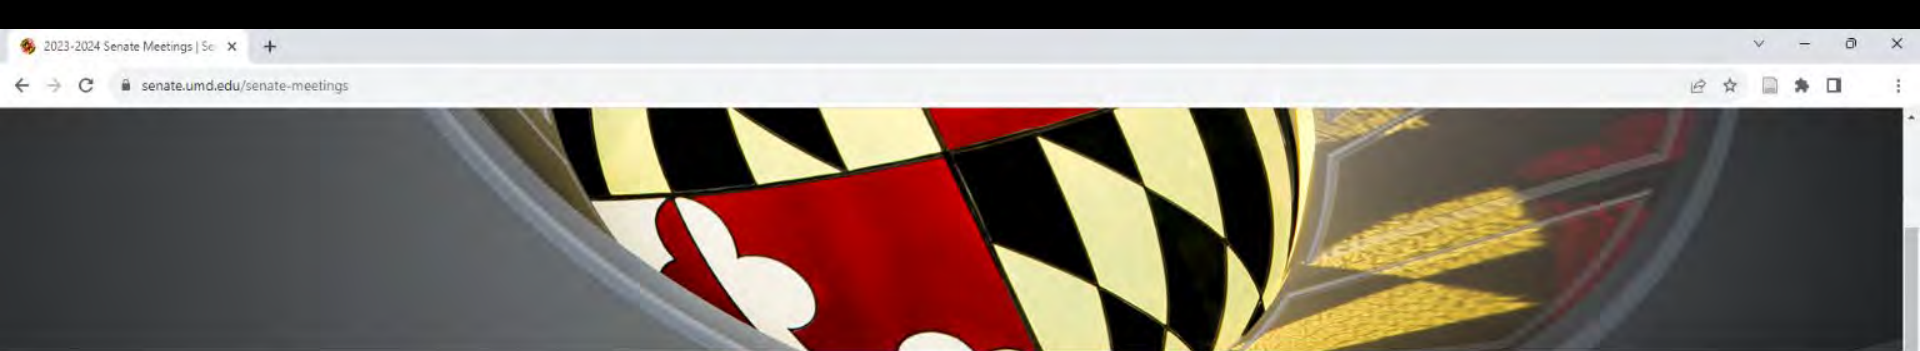 2023-2024 Senate Meetings | Se
senate.umd.edu/senate-meetings